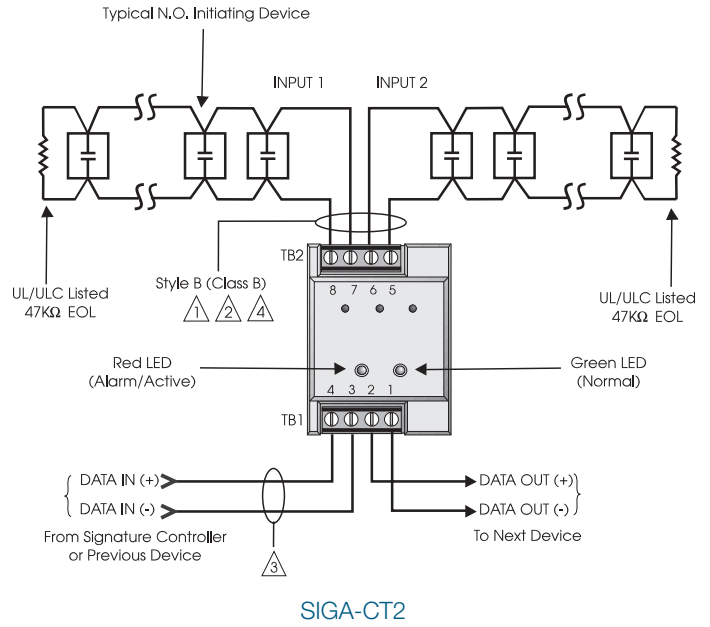 Typical N.O. Initiating Device
INPUT 1
INPUT 2
TB2
8 7 6 5
Style B (Class B)
1 2 4
UL/ULC Listed
47KΩ EOL
UL/ULC Listed
47KΩ EOL
Red LED
(Alarm/Active)
Green LED
(Normal)
4 3 2 1
TB1
DATA IN (+)
DATA IN (-)
DATA OUT (+)
DATA OUT (-)
From Signature Controller
or Previous Device
To Next Device
3
SIGA-CT2